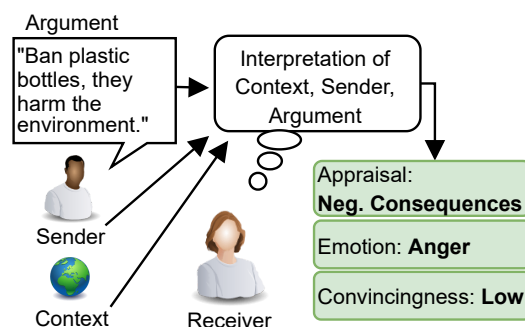 Argument
"Ban plastic
bottles, they
harm the
environment."
Interpretation of
Context, Sender,
Argument
Sender
Context
Receiver
Appraisal:
Neg. Consequences
Emotion: Anger
Convincingness: Low